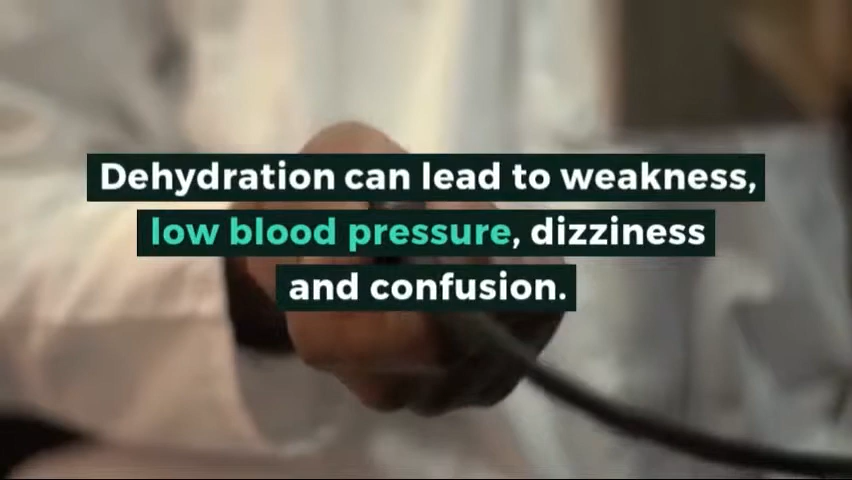 Dehydration can lead to weakness,
low blood pressure, dizziness
and confusion.